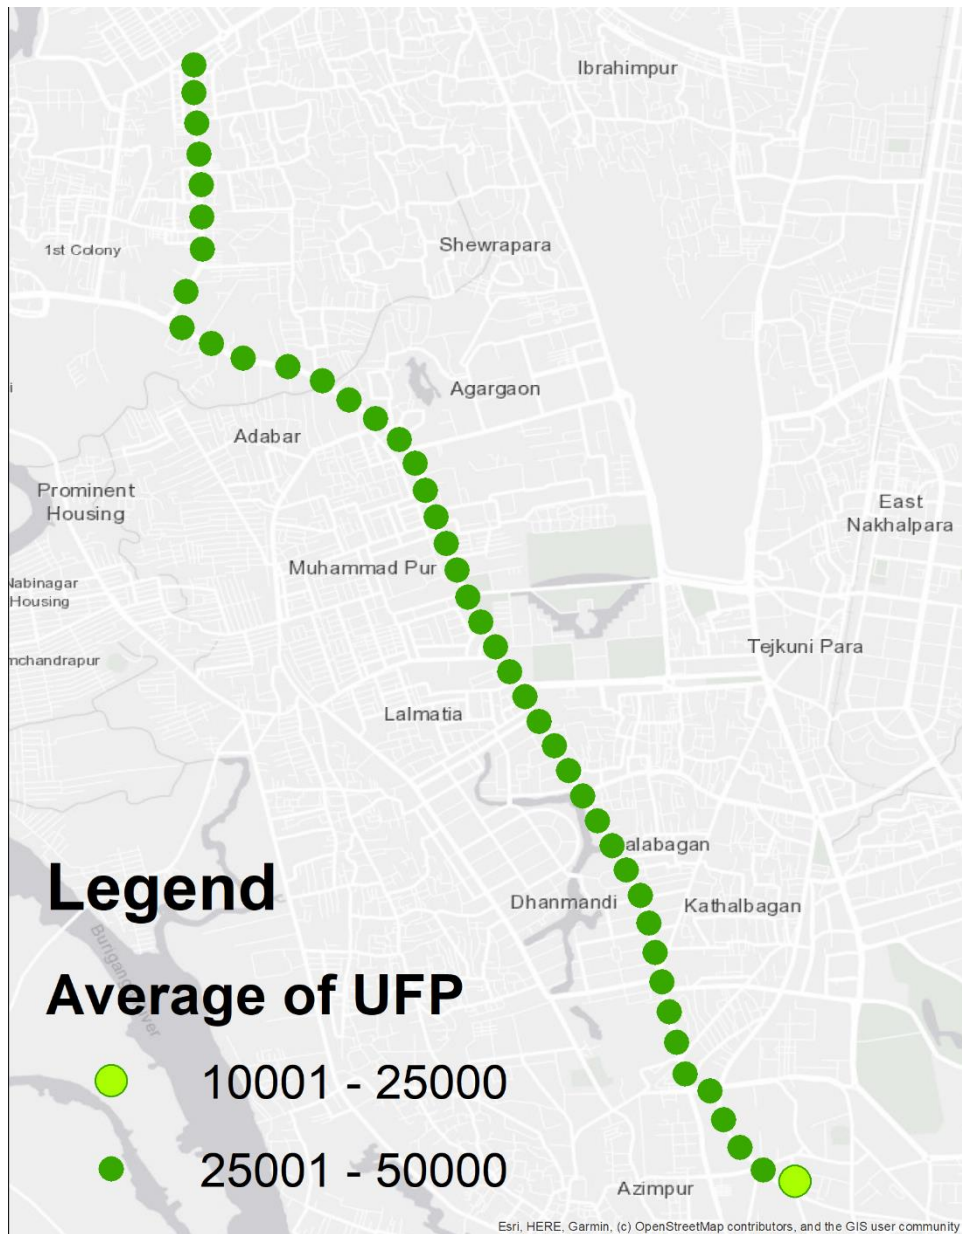 Ibrahimpur
1st Colony
Shewrapara
Agargaon
Adabar
Prominent
Housing
East
Nakhalpara
Muhammad Pur
Nabinagar
Housing
Tejkuni Para
mchandrapur
Lalmatia
alabagan
Dhanmandi
Kathalbagan
Legend
Average of UFP
10001 - 25000
25001 - 50000
Azimpur
Esri, HERE, Garmin, (c) OpenStreetMap contributors, and the GIS user community